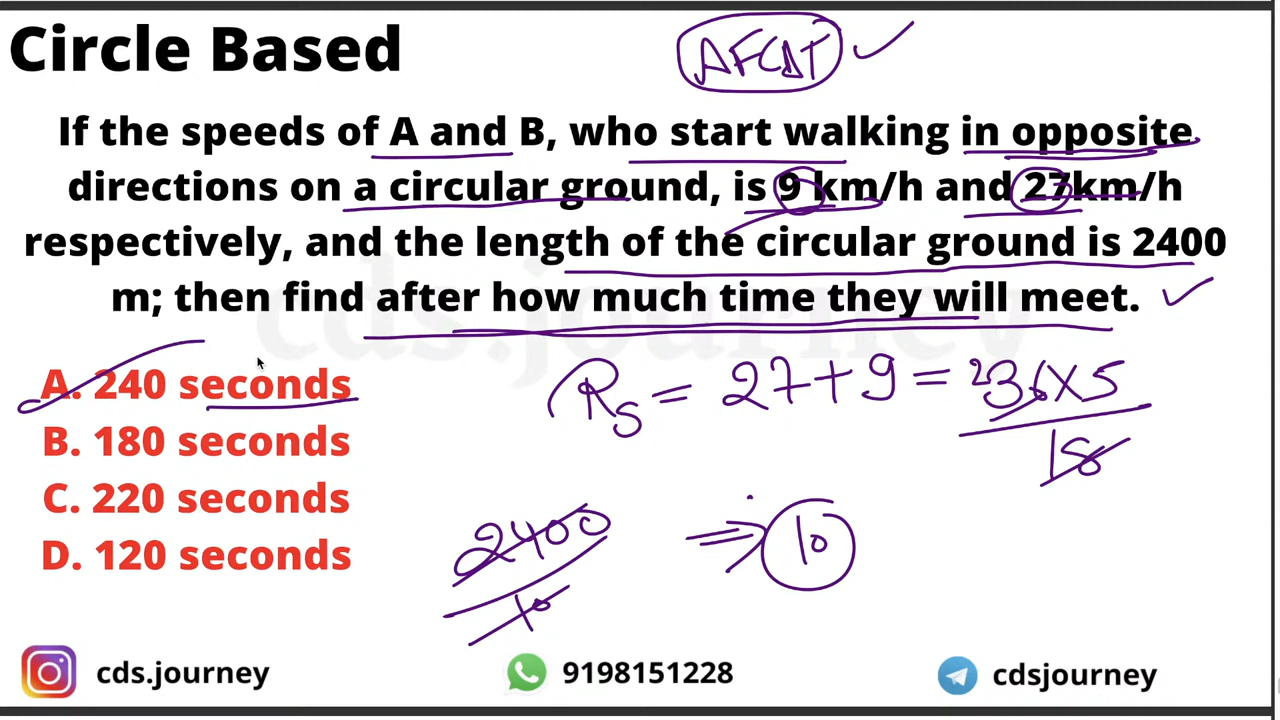 Circle Based
AFCAT
If the speeds of A and B, who start walking in opposite
directions on a circular ground, is 9 km/h and 27km/h
respectively, and the length of the circular ground is 2400
m; then find after how much time they will meet.
A. 240 seconds
B. 180 seconds
C. 220 seconds
D. 120 seconds
RS = 27+9 = 36×5
2
18
2400
10
⇒ 10
cds.journey
cds.journey
9198151228
cdsjourney